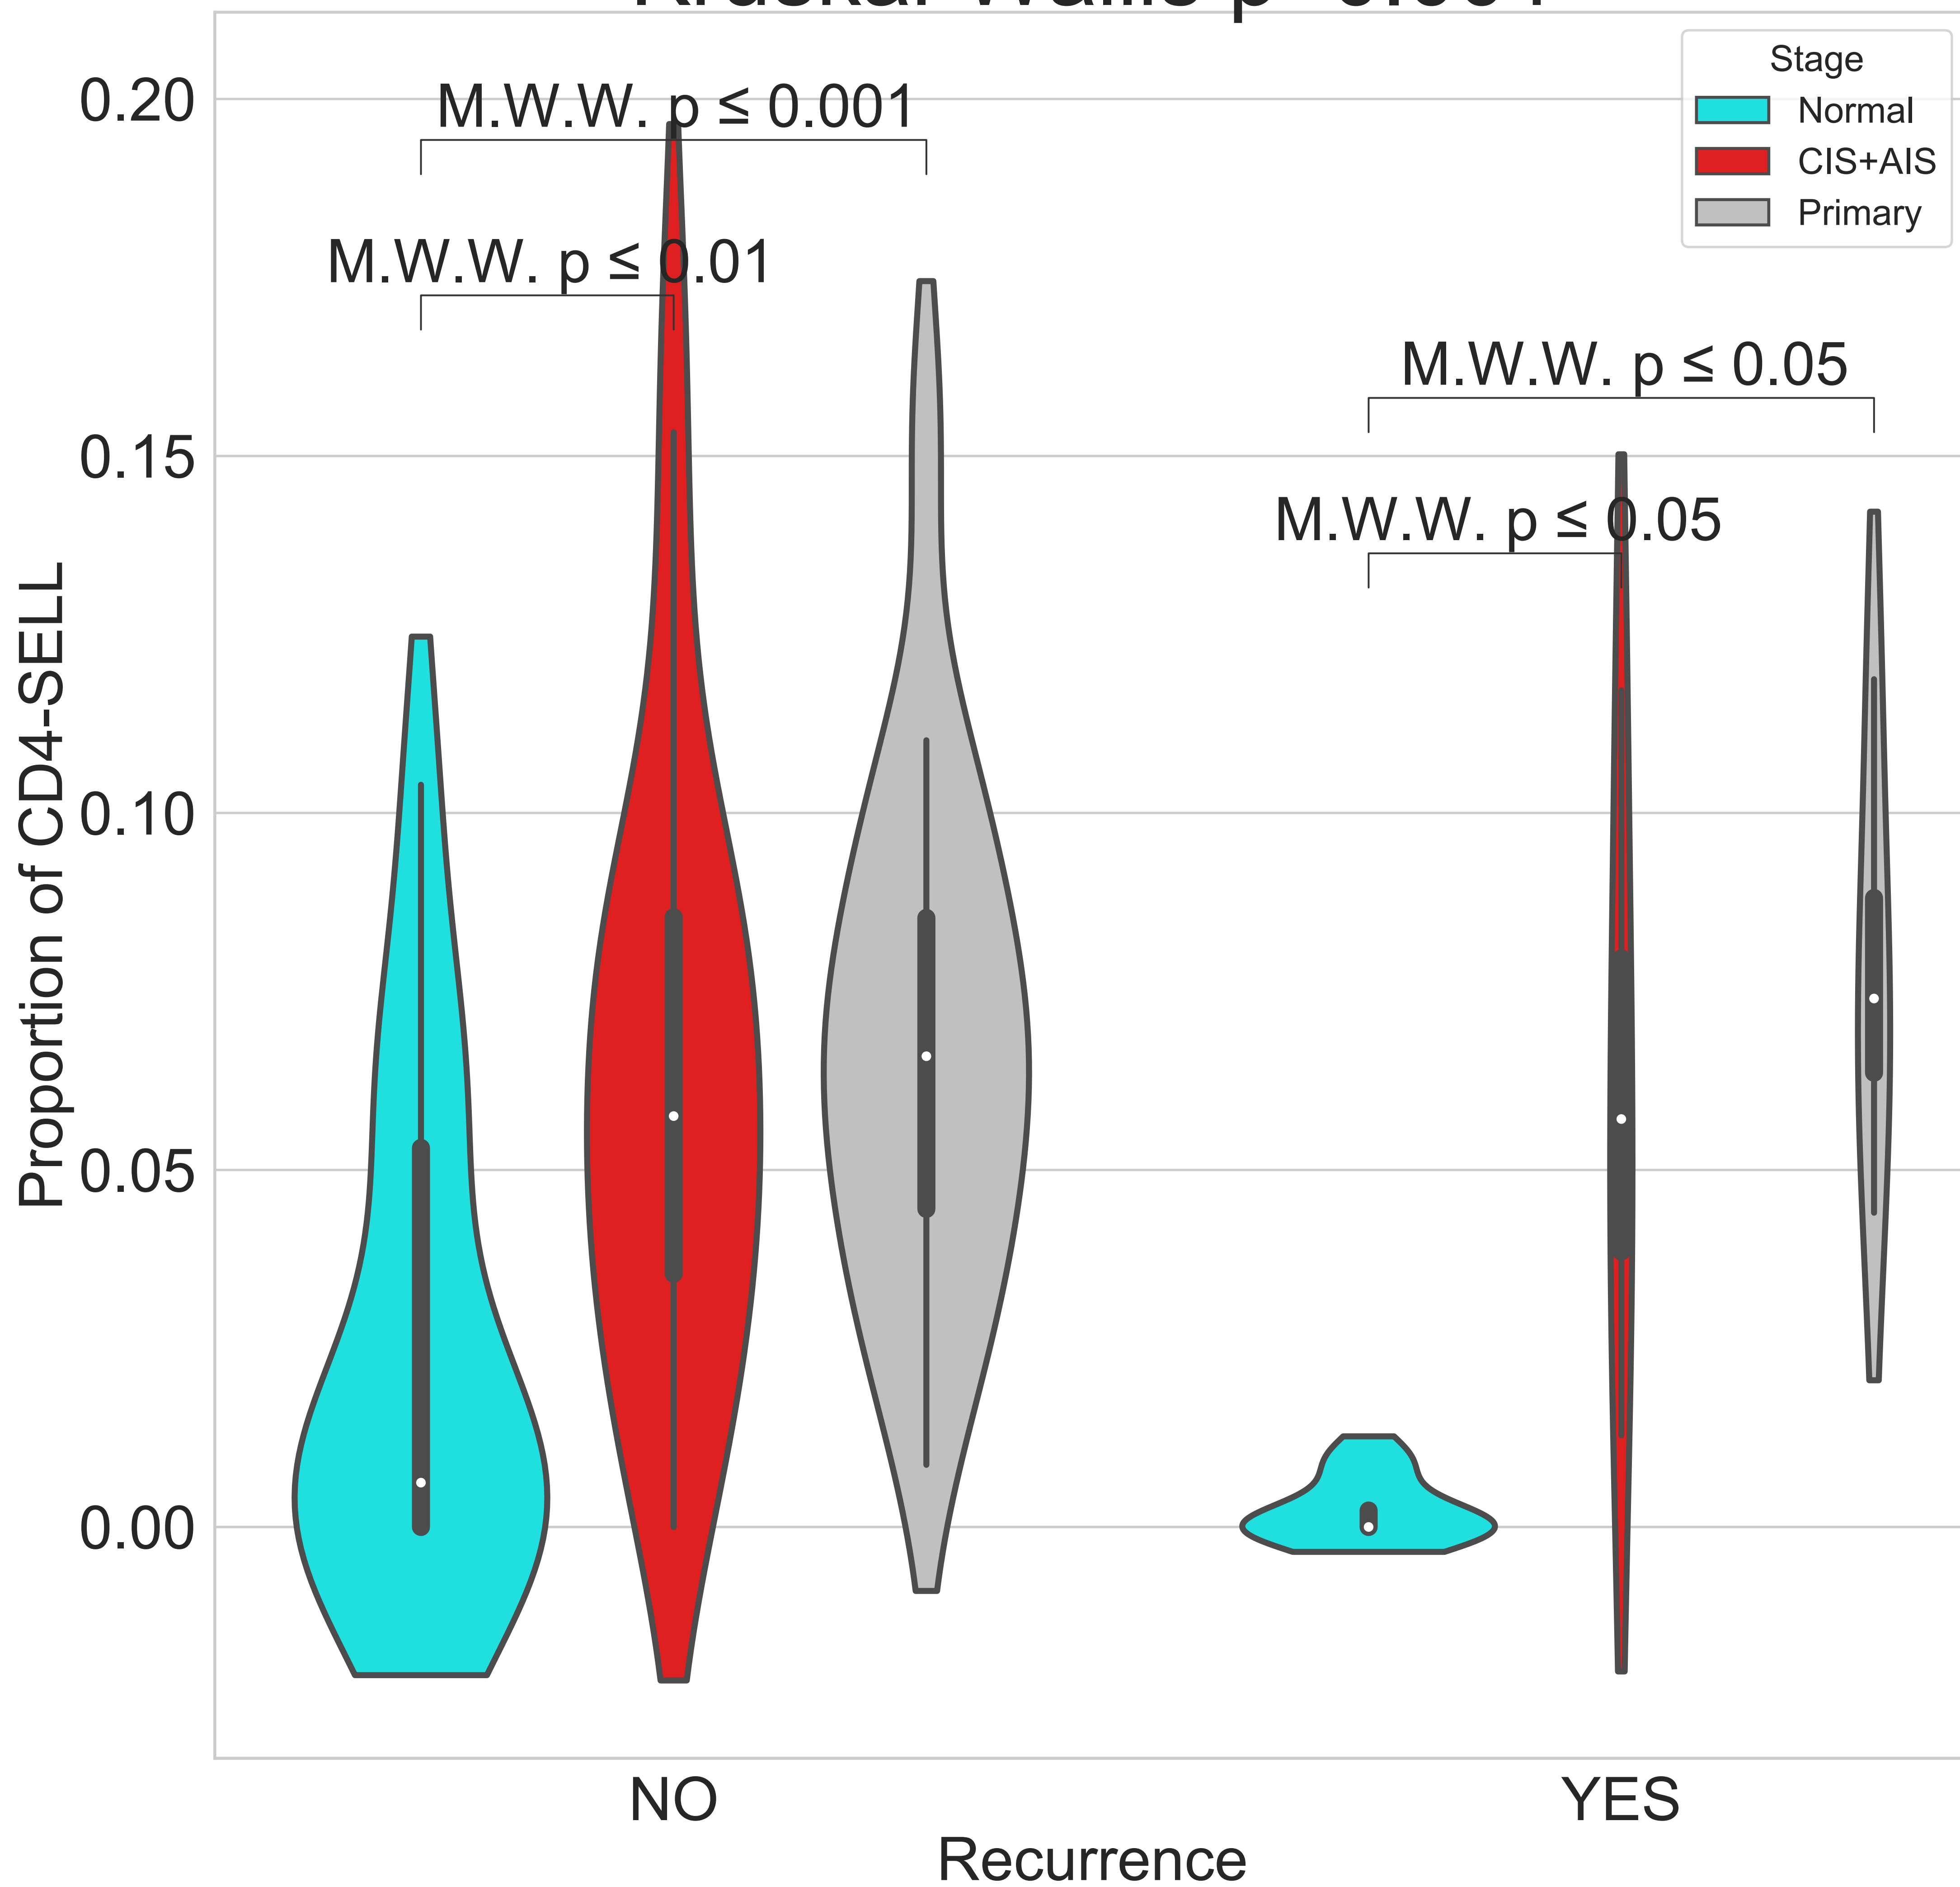 Stage
Normal
CIS+AIS
Primary
M.W.W. p ≤ 0.001
M.W.W. p ≤ 0.01
M.W.W. p ≤ 0.05
M.W.W. p ≤ 0.05
0.20
0.15
0.10
0.05
0.00
Proportion of CD4-SELL
NO
YES
Recurrence